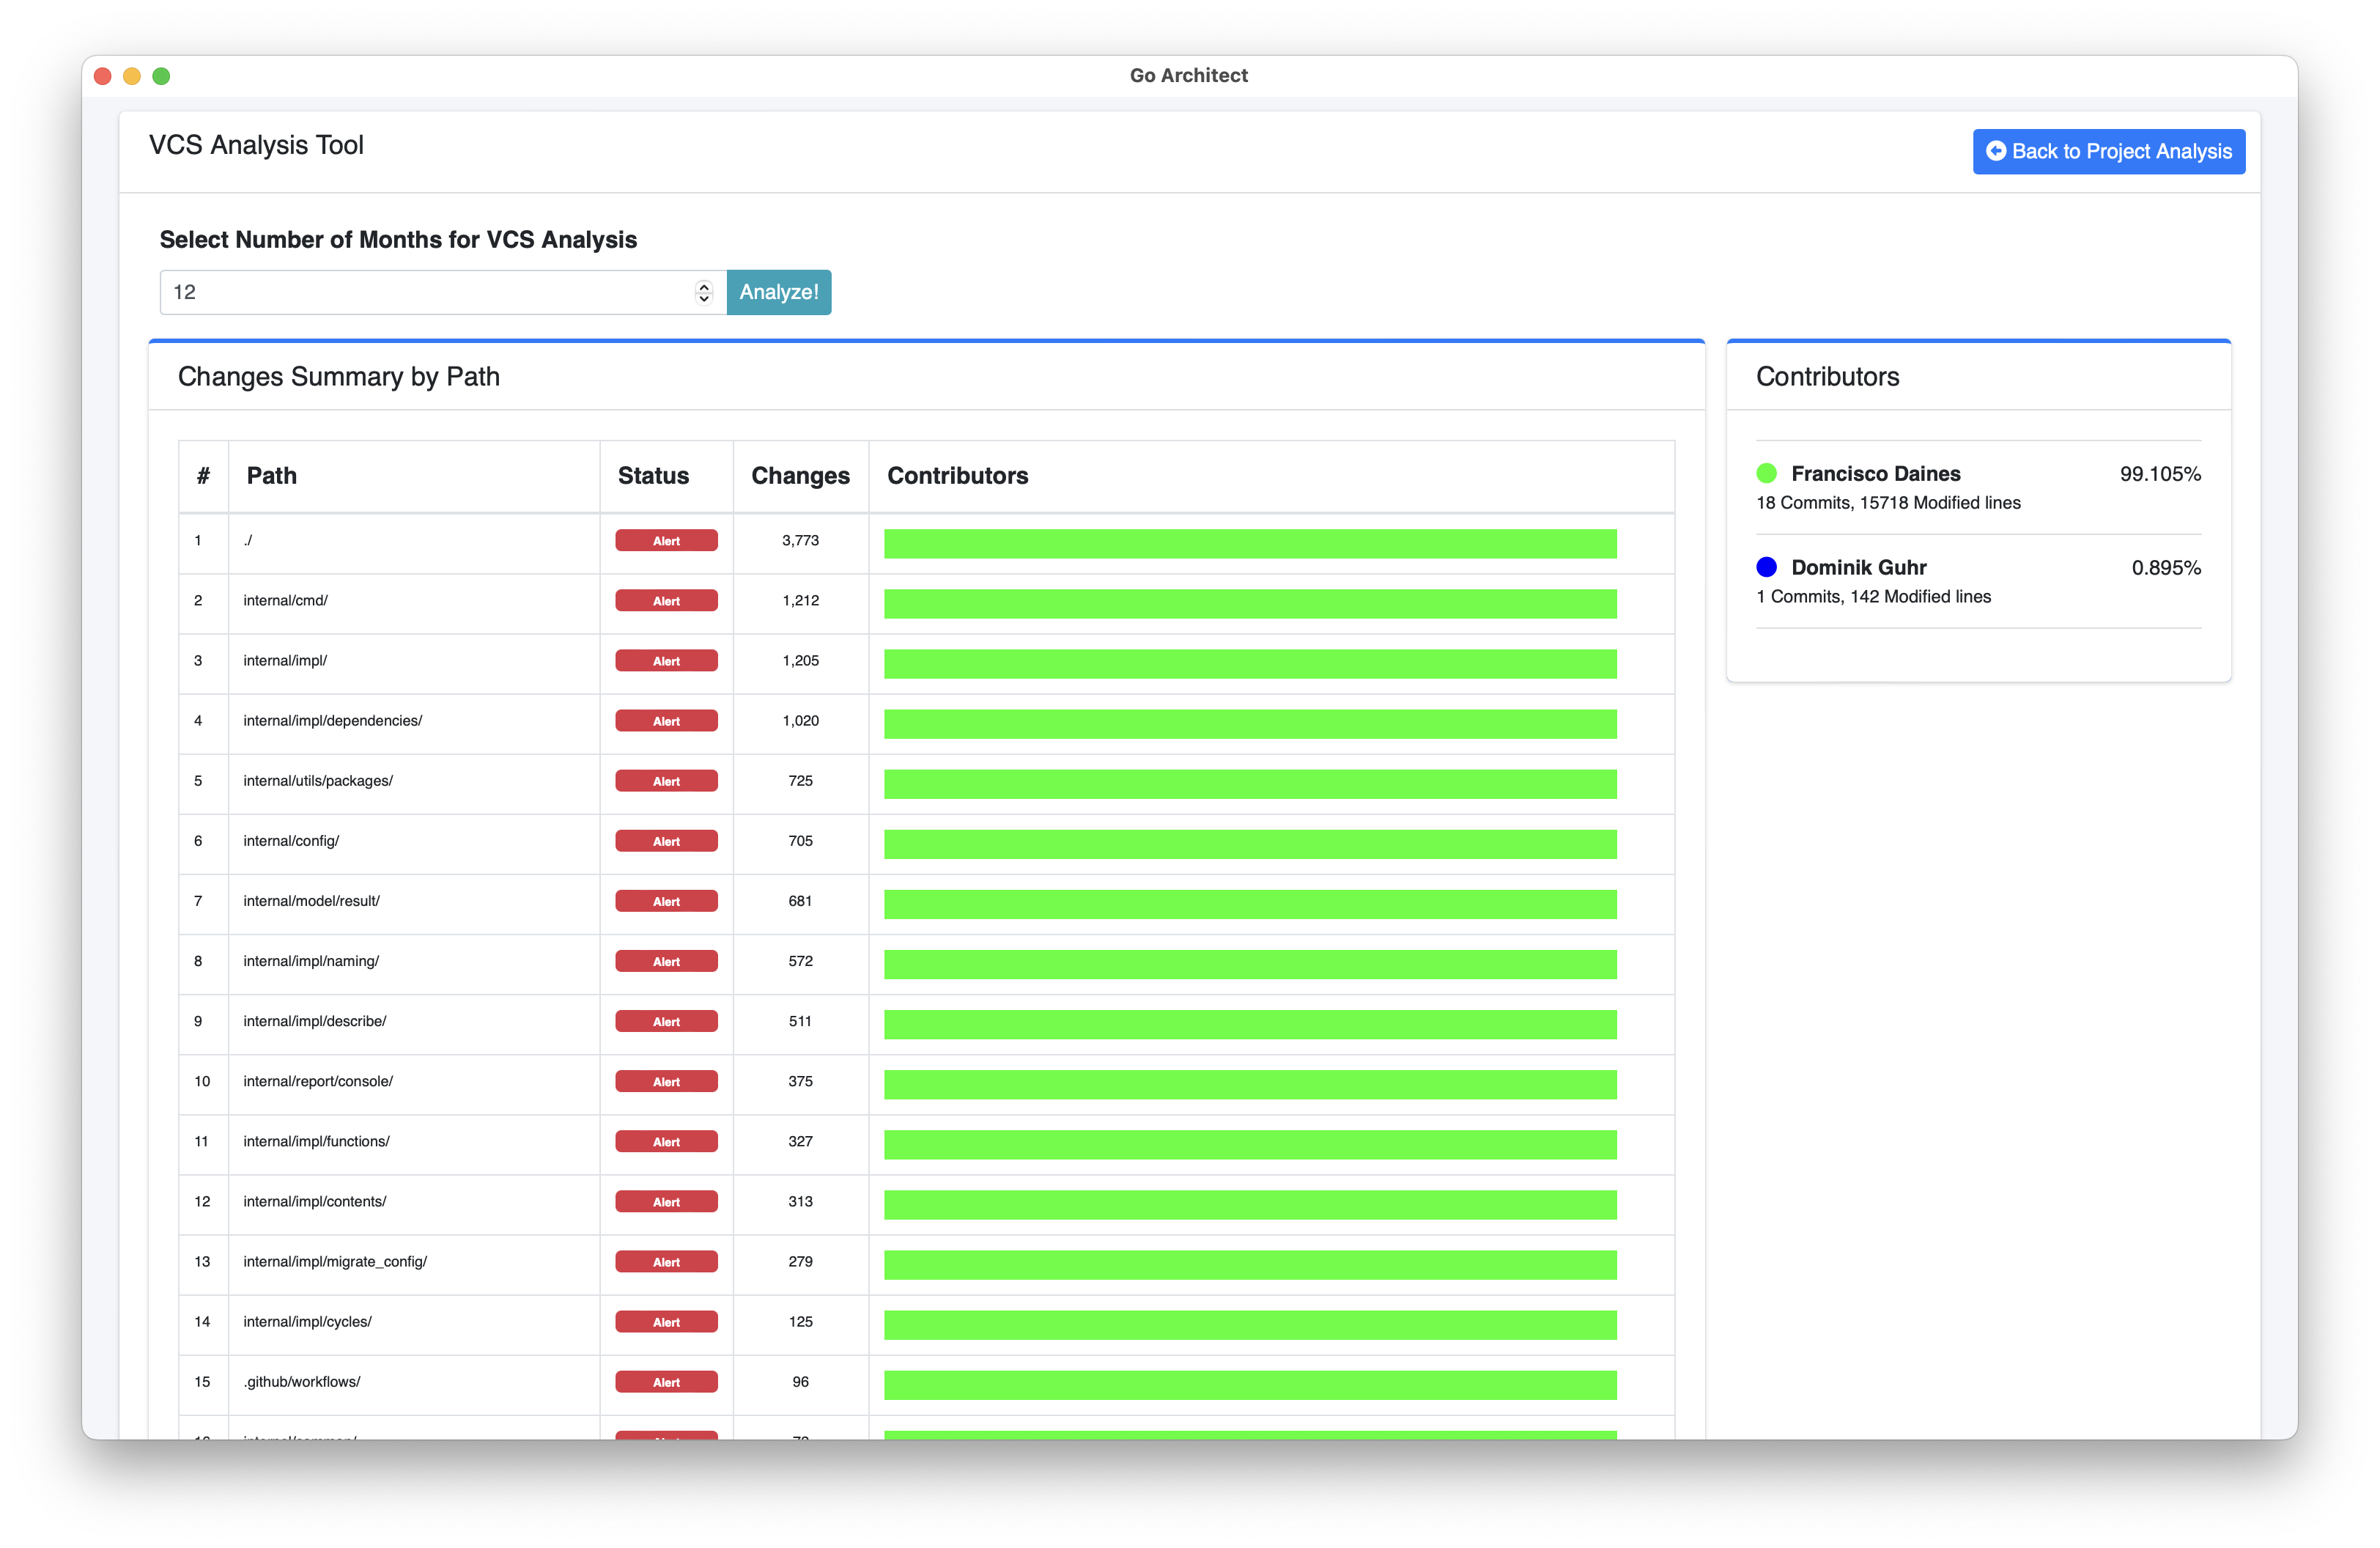 Go Architect
VCS Analysis Tool
Back to Project Analysis
Select Number of Months for VCS Analysis
12
Analyze!
Changes Summary by Path
# Path Status Changes Contributors
1 ./ Alert 3,773
2 internal/cmd/ Alert 1,212
3 internal/impl/ Alert 1,205
4 internal/impl/dependencies/ Alert 1,020
5 internal/utils/packages/ Alert 725
6 internal/config/ Alert 705
7 internal/model/result/ Alert 681
8 internal/impl/naming/ Alert 572
9 internal/impl/describe/ Alert 511
10 internal/report/console/ Alert 375
11 internal/impl/functions/ Alert 327
12 internal/impl/contents/ Alert 313
13 internal/impl/migrate_config/ Alert 279
14 internal/impl/cycles/ Alert 125
15 .github/workflows/ Alert 96
Contributors
Francisco Daines 99.105%
18 Commits, 15718 Modified lines
Dominik Guhr 0.895%
1 Commits, 142 Modified lines